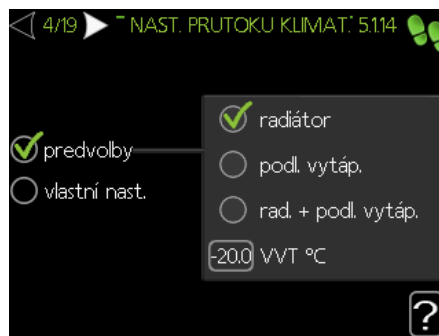 4/19 NAST. PRUTOKU KLIMAT. 5.1.14
predvolby
vlastní nast.
radiátor
podl. vytáp.
rad. + podl. vytáp.
-20.0 VVT °C
?